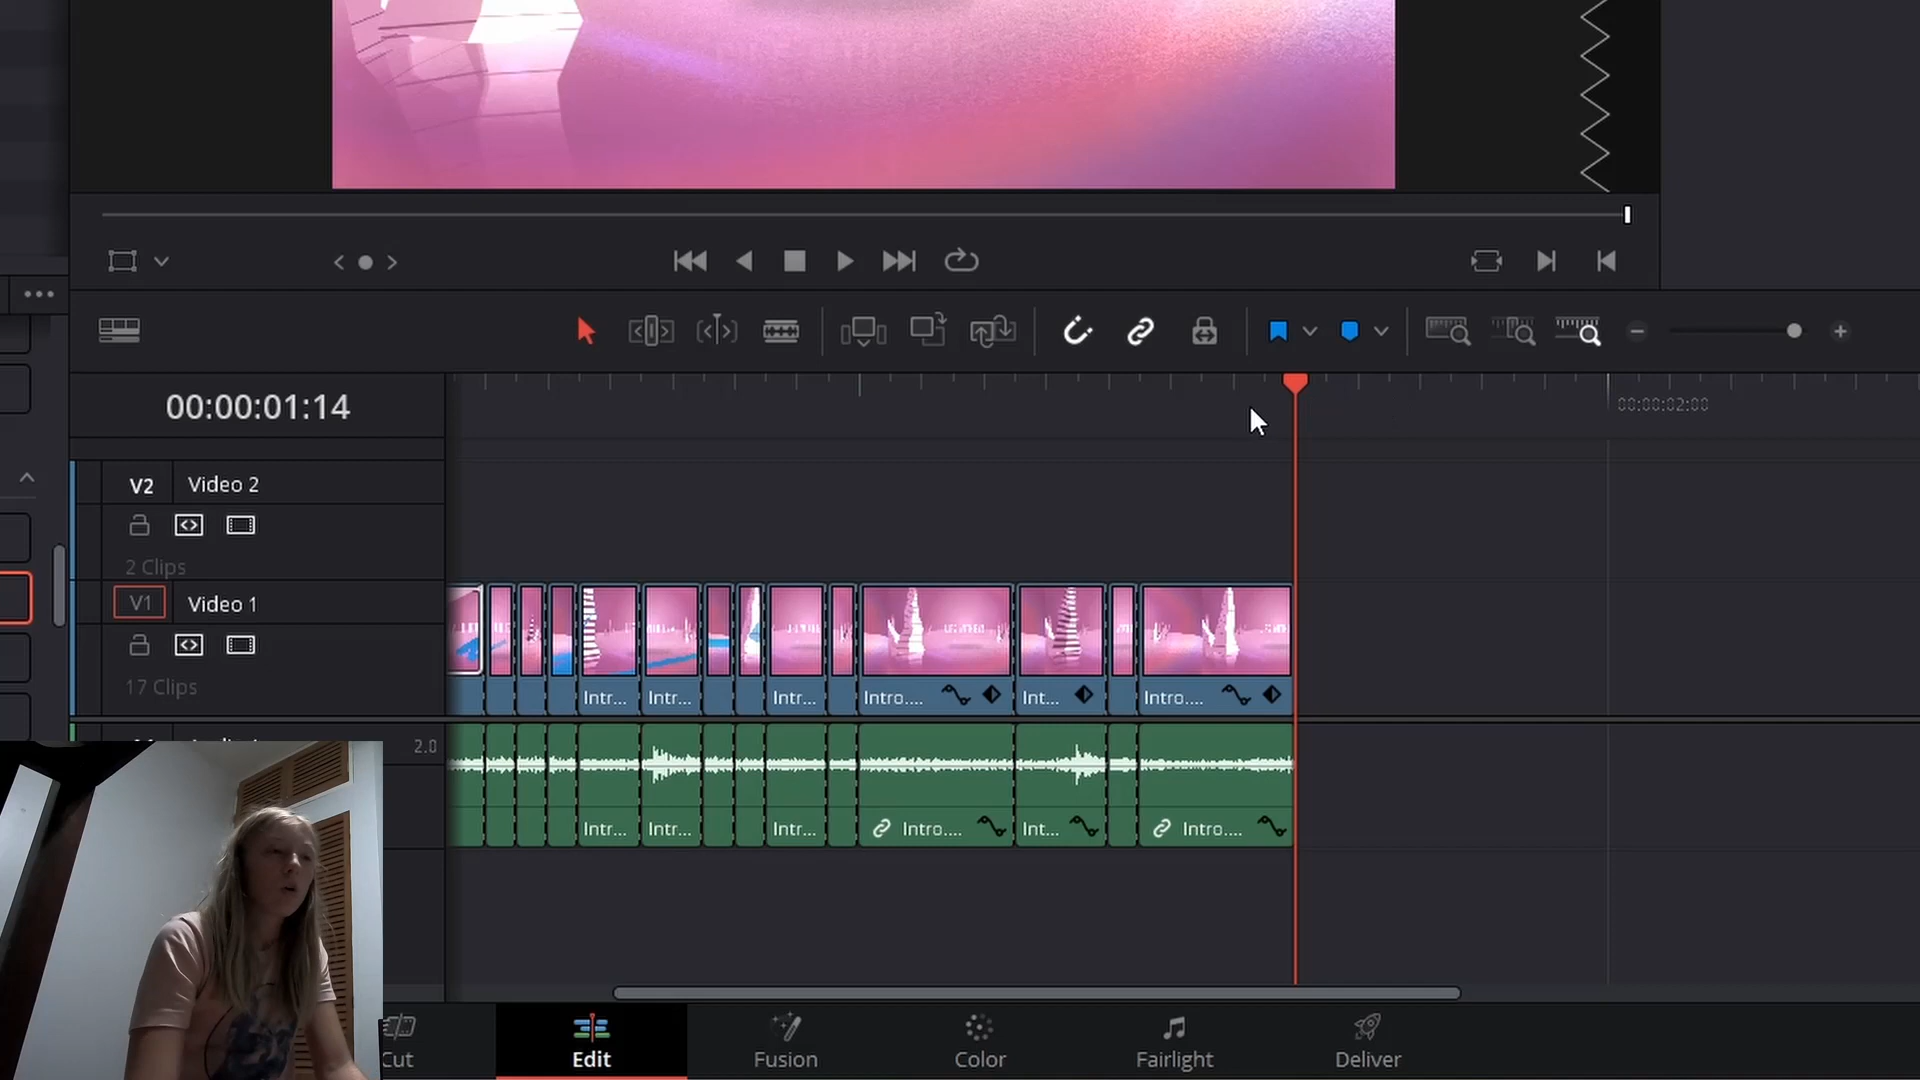 00:00:01:14
00:00:02:00
V2 Video 2
2 Clips
V1 Video 1
17 Clips
Intr... Intr... Intr... Intro.... Int... Intro....
2.0
Intr... Intr... Intr... Intro.... Int... Intro....
Cut Edit Fusion Color Fairlight Deliver